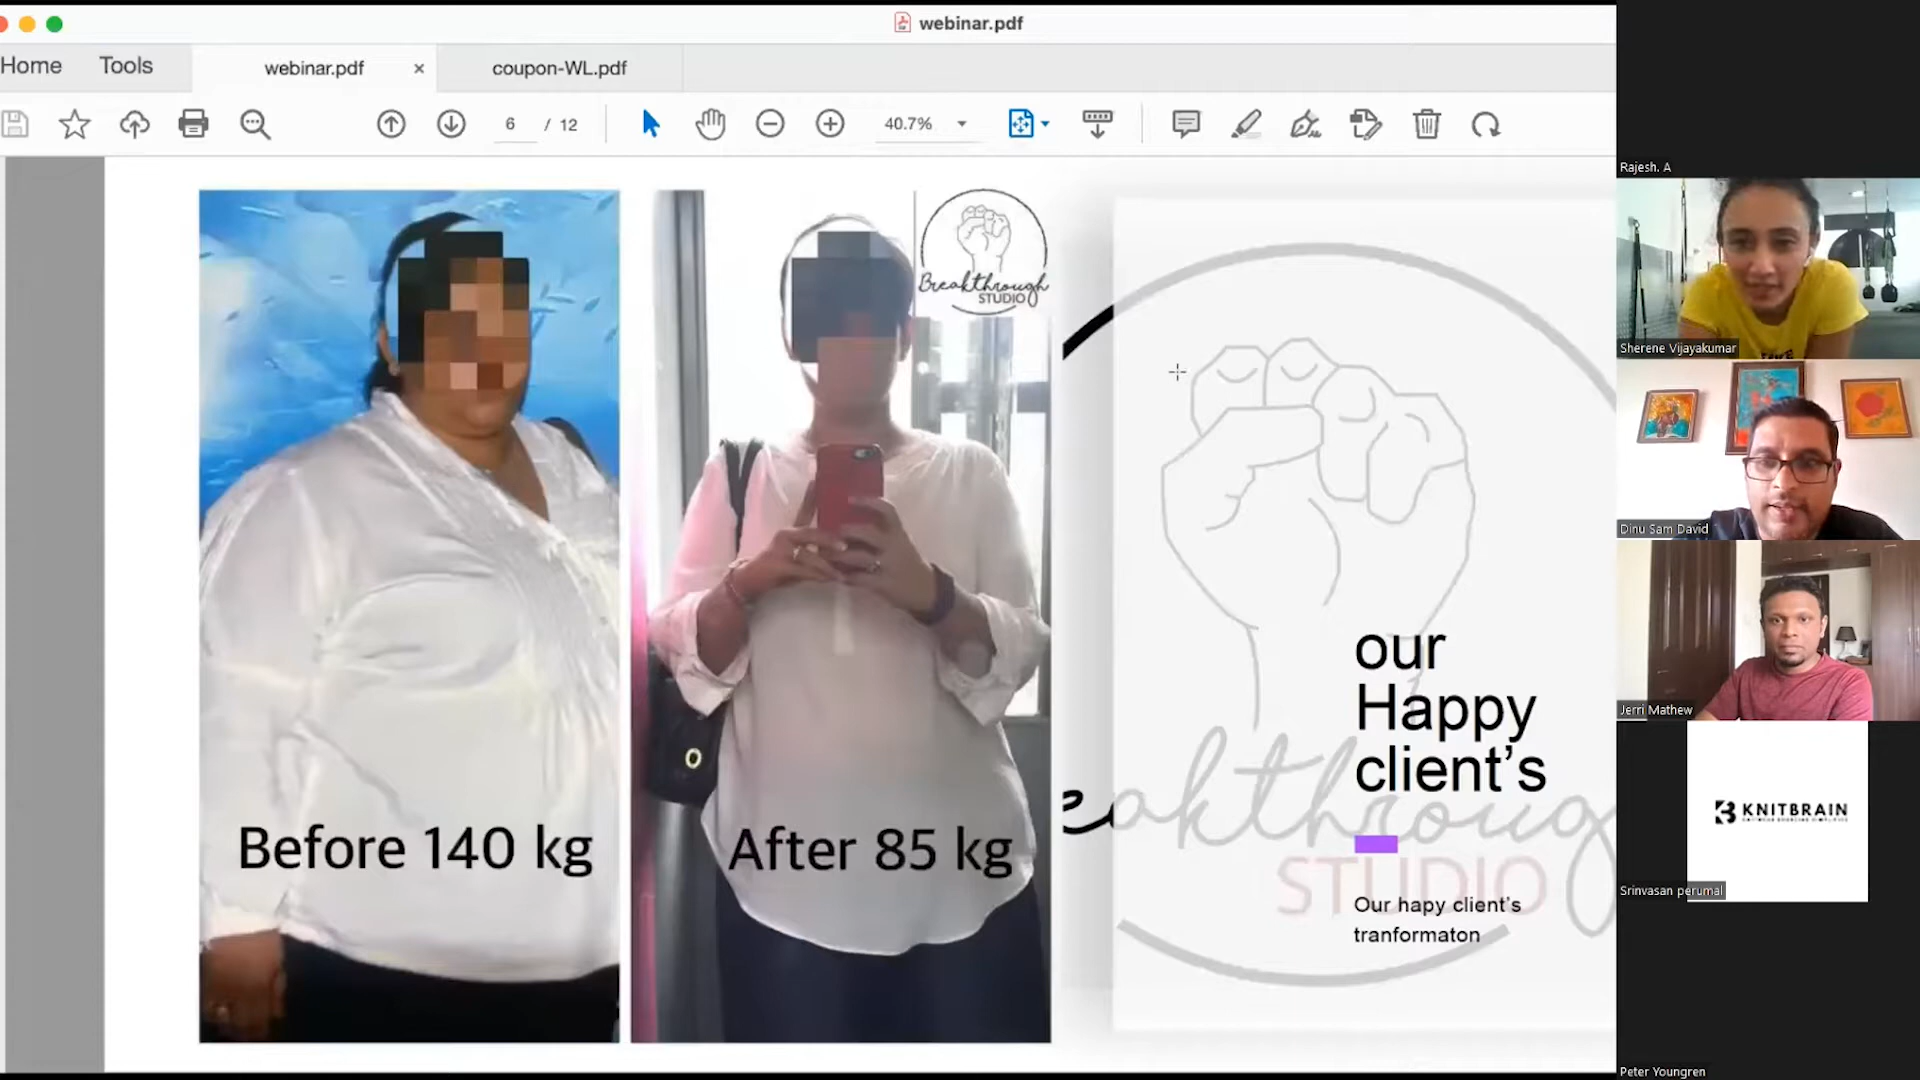 webinar.pdf
Home
Tools
webinar.pdf
coupon-WL.pdf
6 / 12
40.7%
Breakthrough
STUDIO
Before 140 kg
After 85 kg
our
Happy
client's
STUDIO
Our hapy client's
tranformaton
Rajesh. A
Sherene Vijayakumar
Dinu Sam David
Jerri Mathew
KNITBRAIN
Srinvasan perumal
Peter Youngren